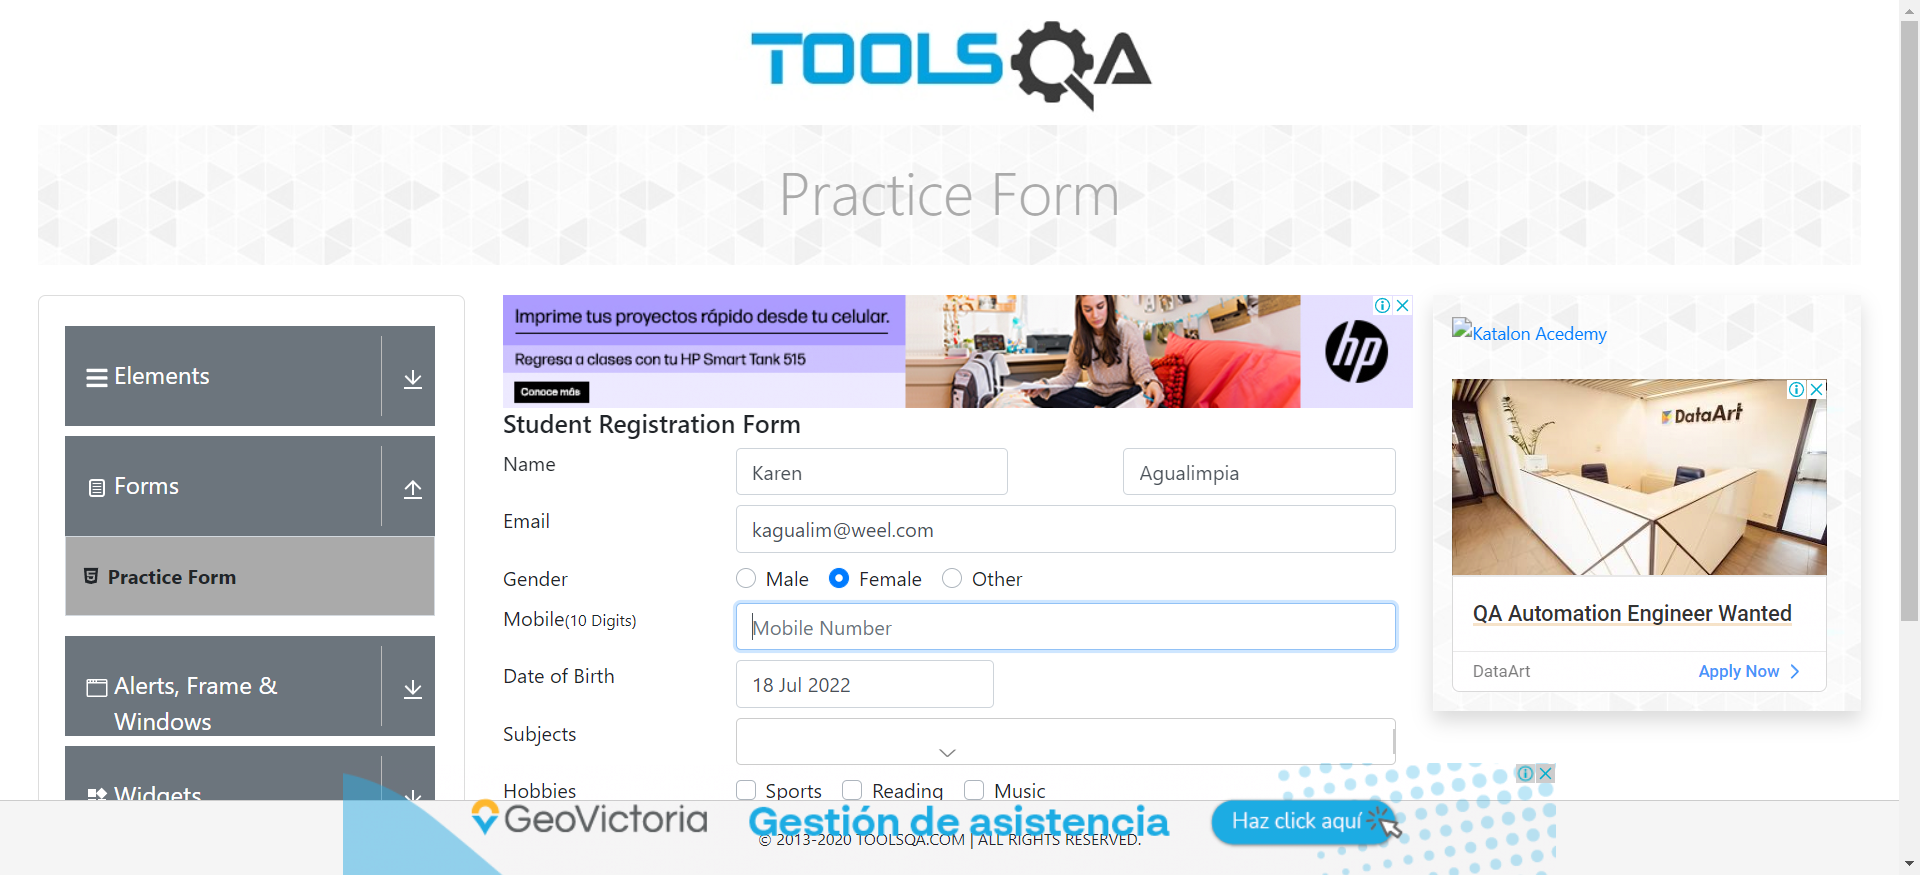 TOOLSQA
Practice Form
Elements
Forms
Practice Form
Alerts, Frame &
Windows
Widgets
Imprime tus proyectos rápido desde tu celular.
Regresa a clases con tu HP Smart Tank 515
Conoce más
hp
Student Registration Form
Name
Karen
Agualimpia
Email
kagualim@weel.com
Gender
Male
Female
Other
Mobile(10 Digits)
Mobile Number
Date of Birth
18 Jul 2022
Subjects
Hobbies
Sports
Reading
Music
Katalon Acedemy
DataArt
QA Automation Engineer Wanted
DataArt
Apply Now
GeoVictoria
Gestión de asistencia
Haz click aquí
© 2013-2020 TOOLSQA.COM | ALL RIGHTS RESERVED.